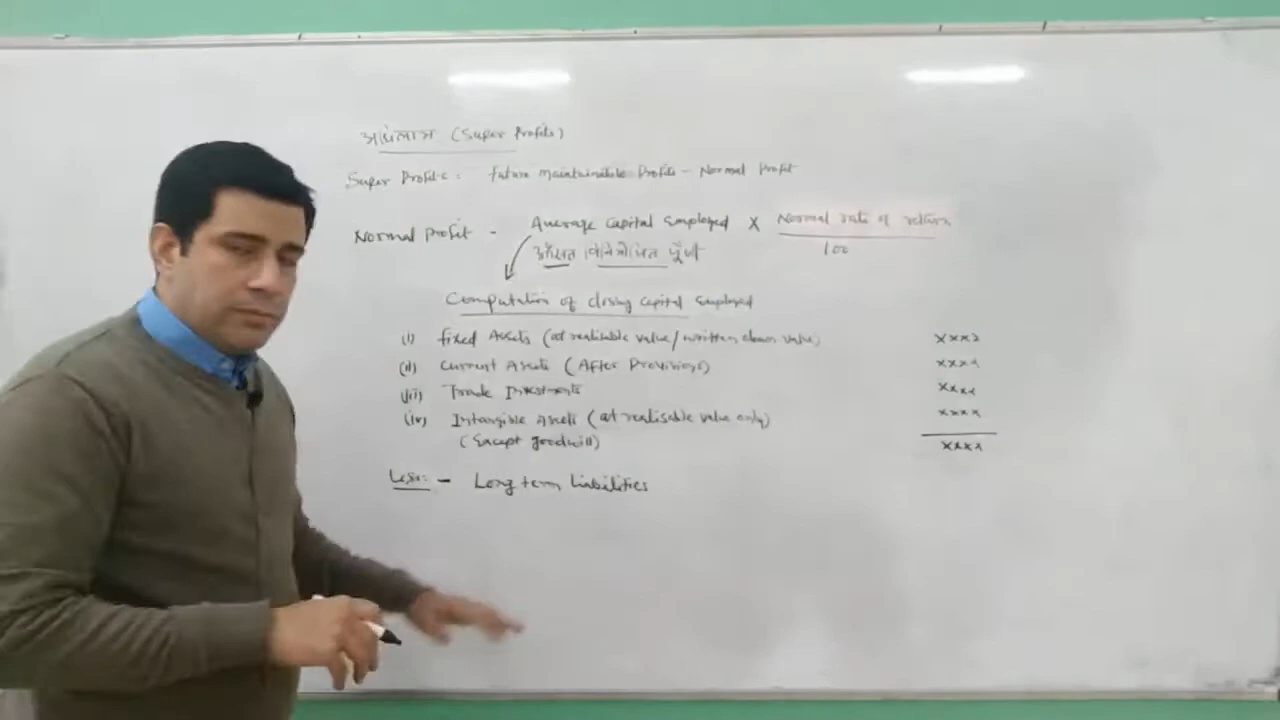 अधिलाभ (Super Profits)
Super Profits : Future Maintainable Profits - Normal Profit
Normal Profit - Average Capital Employed X Normal rate of return
औसत विनियोजित पूँजी 100
Computation of closing capital Employed
(i) Fixed Assets (at realisable value/written down value) xxxx
(ii) Current Assets (After Provisions) xxxx
(iii) Trade Investments xxxx
(iv) Intangible Assets (at realisable value only) xxxx
(Except goodwill) xxxx
Less: - Long term liabilities